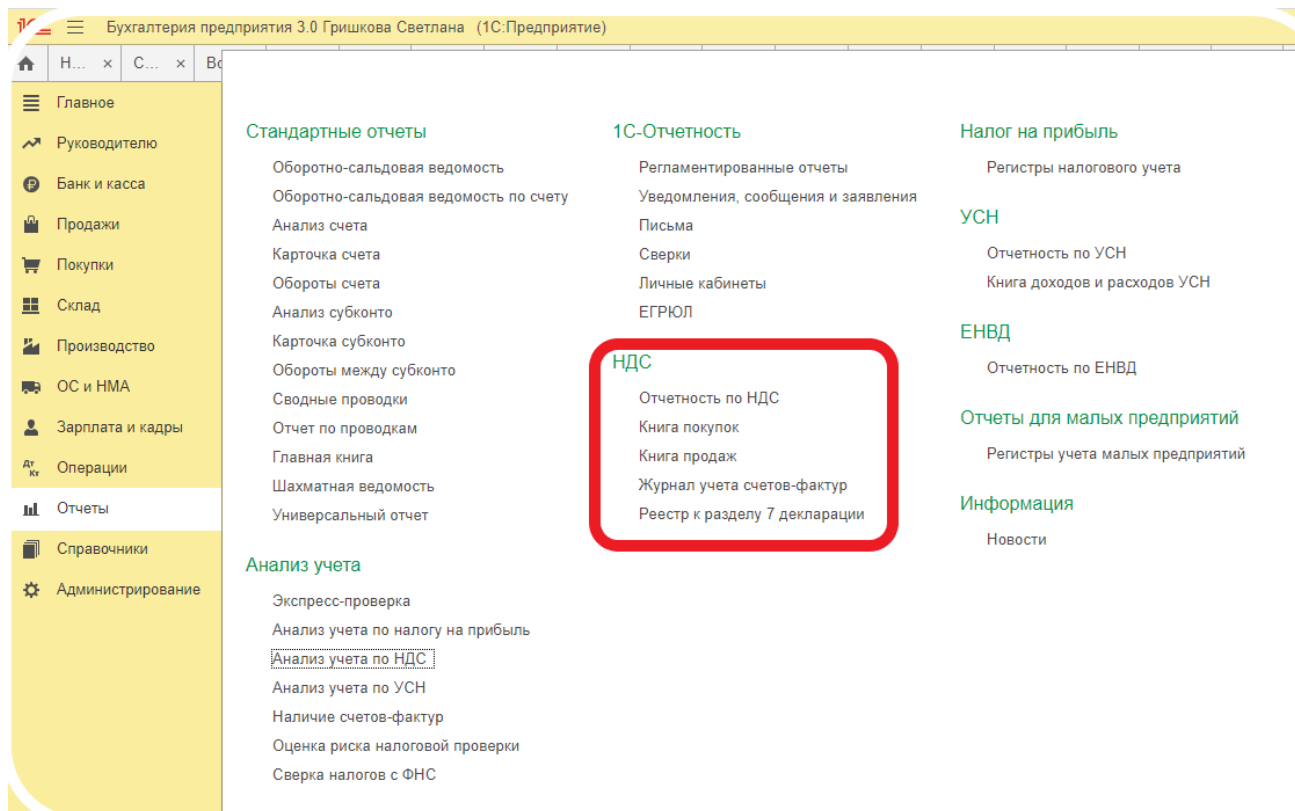 Бухгалтерия предприятия 3.0 Гришкова Светлана (1С:Предприятие)
Н... × С... ×
Главное
Руководителю
Банк и касса
Продажи
Покупки
Склад
Производство
ОС и НМА
Зарплата и кадры
Операции
Отчеты
Справочники
Администрирование
Стандартные отчеты
Оборотно-сальдовая ведомость
Оборотно-сальдовая ведомость по счету
Анализ счета
Карточка счета
Обороты счета
Анализ субконто
Карточка субконто
Обороты между субконто
Сводные проводки
Отчет по проводкам
Главная книга
Шахматная ведомость
Универсальный отчет
Анализ учета
Экспресс-проверка
Анализ учета по налогу на прибыль
Анализ учета по НДС
Анализ учета по УСН
Наличие счетов-фактур
Оценка риска налоговой проверки
Сверка налогов с ФНС
1С-Отчетность
Регламентированные отчеты
Уведомления, сообщения и заявления
Письма
Сверки
Личные кабинеты
ЕГРЮЛ
НДС
Отчетность по НДС
Книга покупок
Книга продаж
Журнал учета счетов-фактур
Реестр к разделу 7 декларации
Налог на прибыль
Регистры налогового учета
УСН
Отчетность по УСН
Книга доходов и расходов УСН
ЕНВД
Отчетность по ЕНВД
Отчеты для малых предприятий
Регистры учета малых предприятий
Информация
Новости